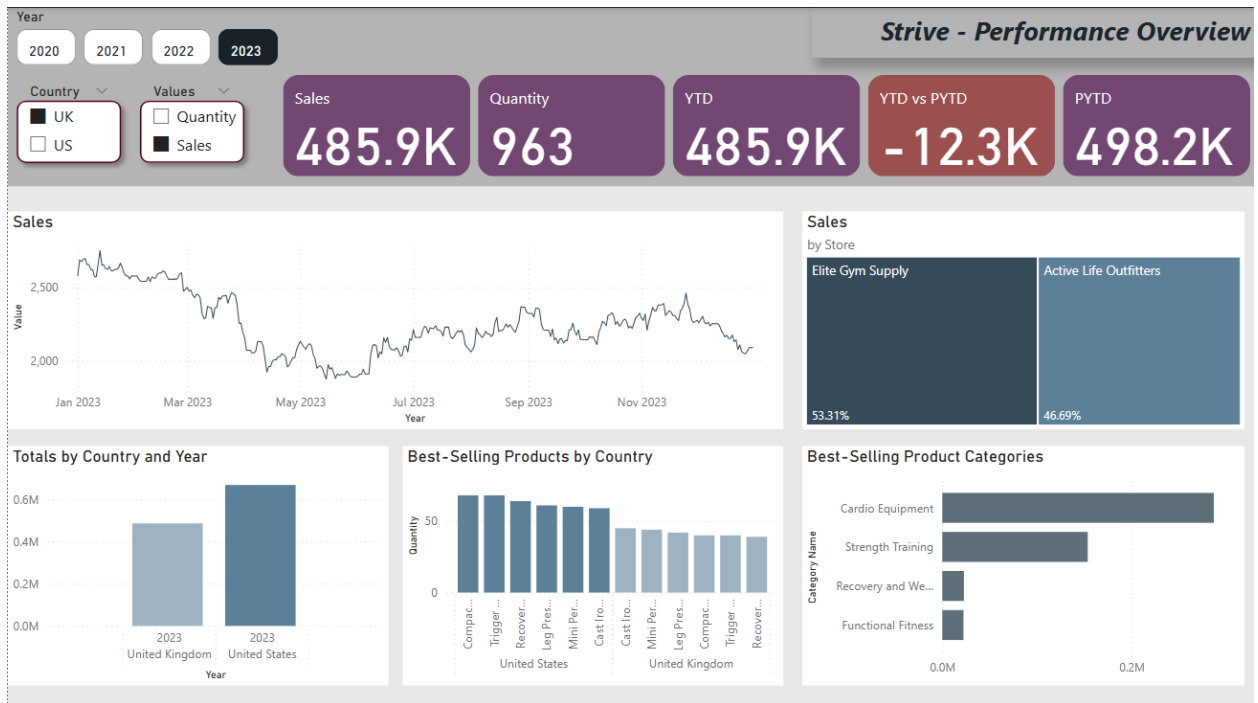 Year
2020
2021
2022
2023
Strive - Performance Overview
Country
UK
US
Values
Quantity
Sales
Sales
485.9K
Quantity
963
YTD
485.9K
YTD vs PYTD
-12.3K
PYTD
498.2K
Sales
Value
2,500
2,000
Jan 2023
Mar 2023
May 2023
Jul 2023
Sep 2023
Nov 2023
Year
Sales
by Store
Elite Gym Supply
53.31%
Active Life Outfitters
46.69%
Totals by Country and Year
0.6M
0.4M
0.2M
0.0M
2023
United Kingdom
2023
United States
Year
Best-Selling Products by Country
Quantity
50
0
Compac...
Trigger ...
Recover...
Leg Pres...
Mini Per...
Cast Iro...
Cast Iro...
Mini Per...
Leg Pres...
Compac...
Trigger ...
Recover...
United States
United Kingdom
Best-Selling Product Categories
Category Name
Cardio Equipment
Strength Training
Recovery and We...
Functional Fitness
0.0M
0.2M